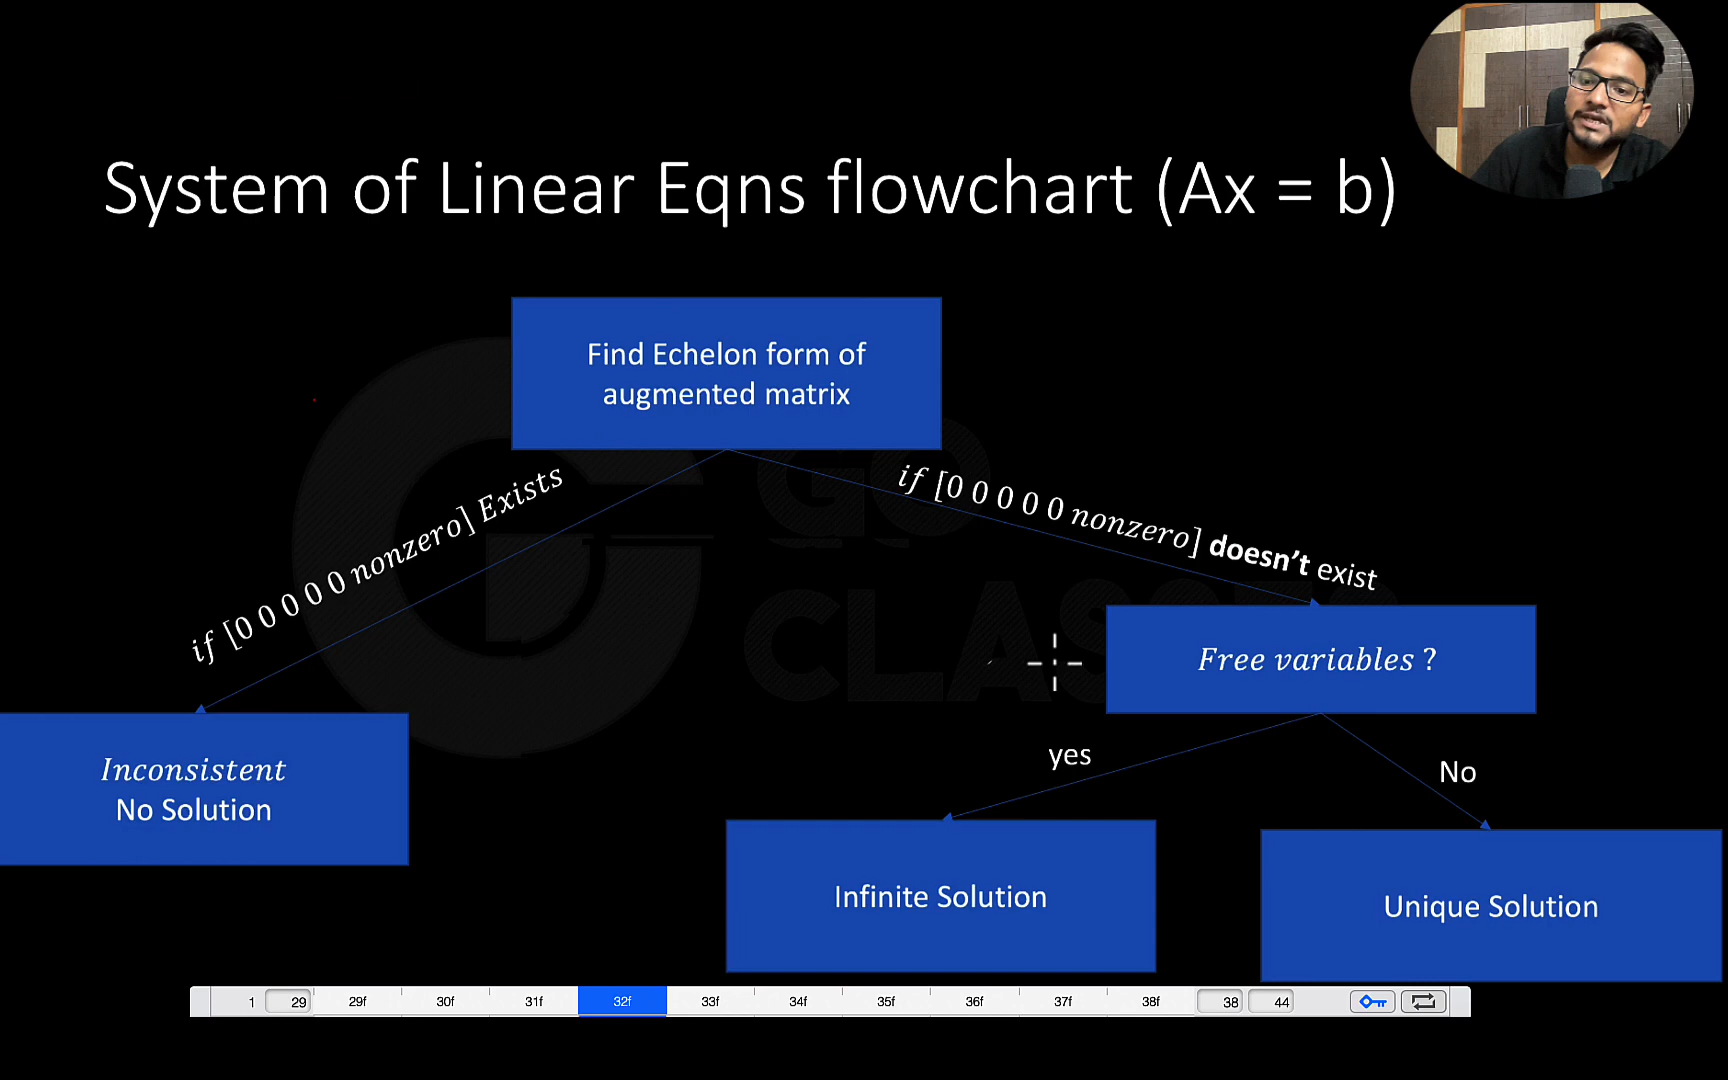 System of Linear Eqns flowchart (Ax = b)
Find Echelon form of
augmented matrix
if [0 0 0 0 0 nonzero] Exists
if [0 0 0 0 0 nonzero] doesn't exist
GO
CLASSES
Free variables ?
yes
No
Inconsistent
No Solution
Infinite Solution
Unique Solution
1 29 29f 30f 31f 32f 33f 34f 35f 36f 37f 38f 38 44